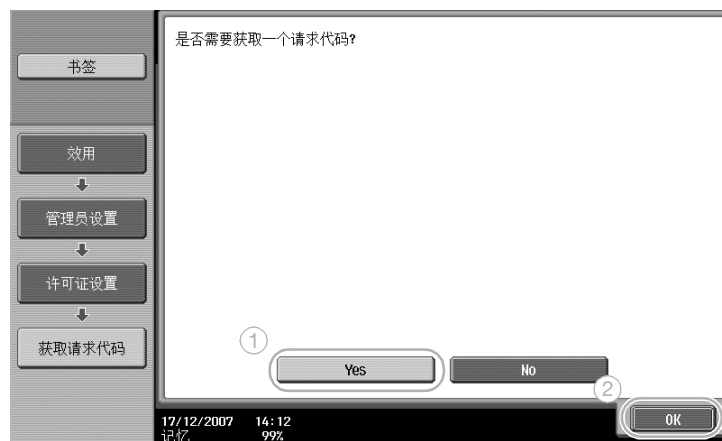 书签
效用
管理员设置
许可证设置
获取请求代码
是否需要获取一个请求代码?
1
Yes
No
2
OK
17/12/2007 14:12
记忆 99%